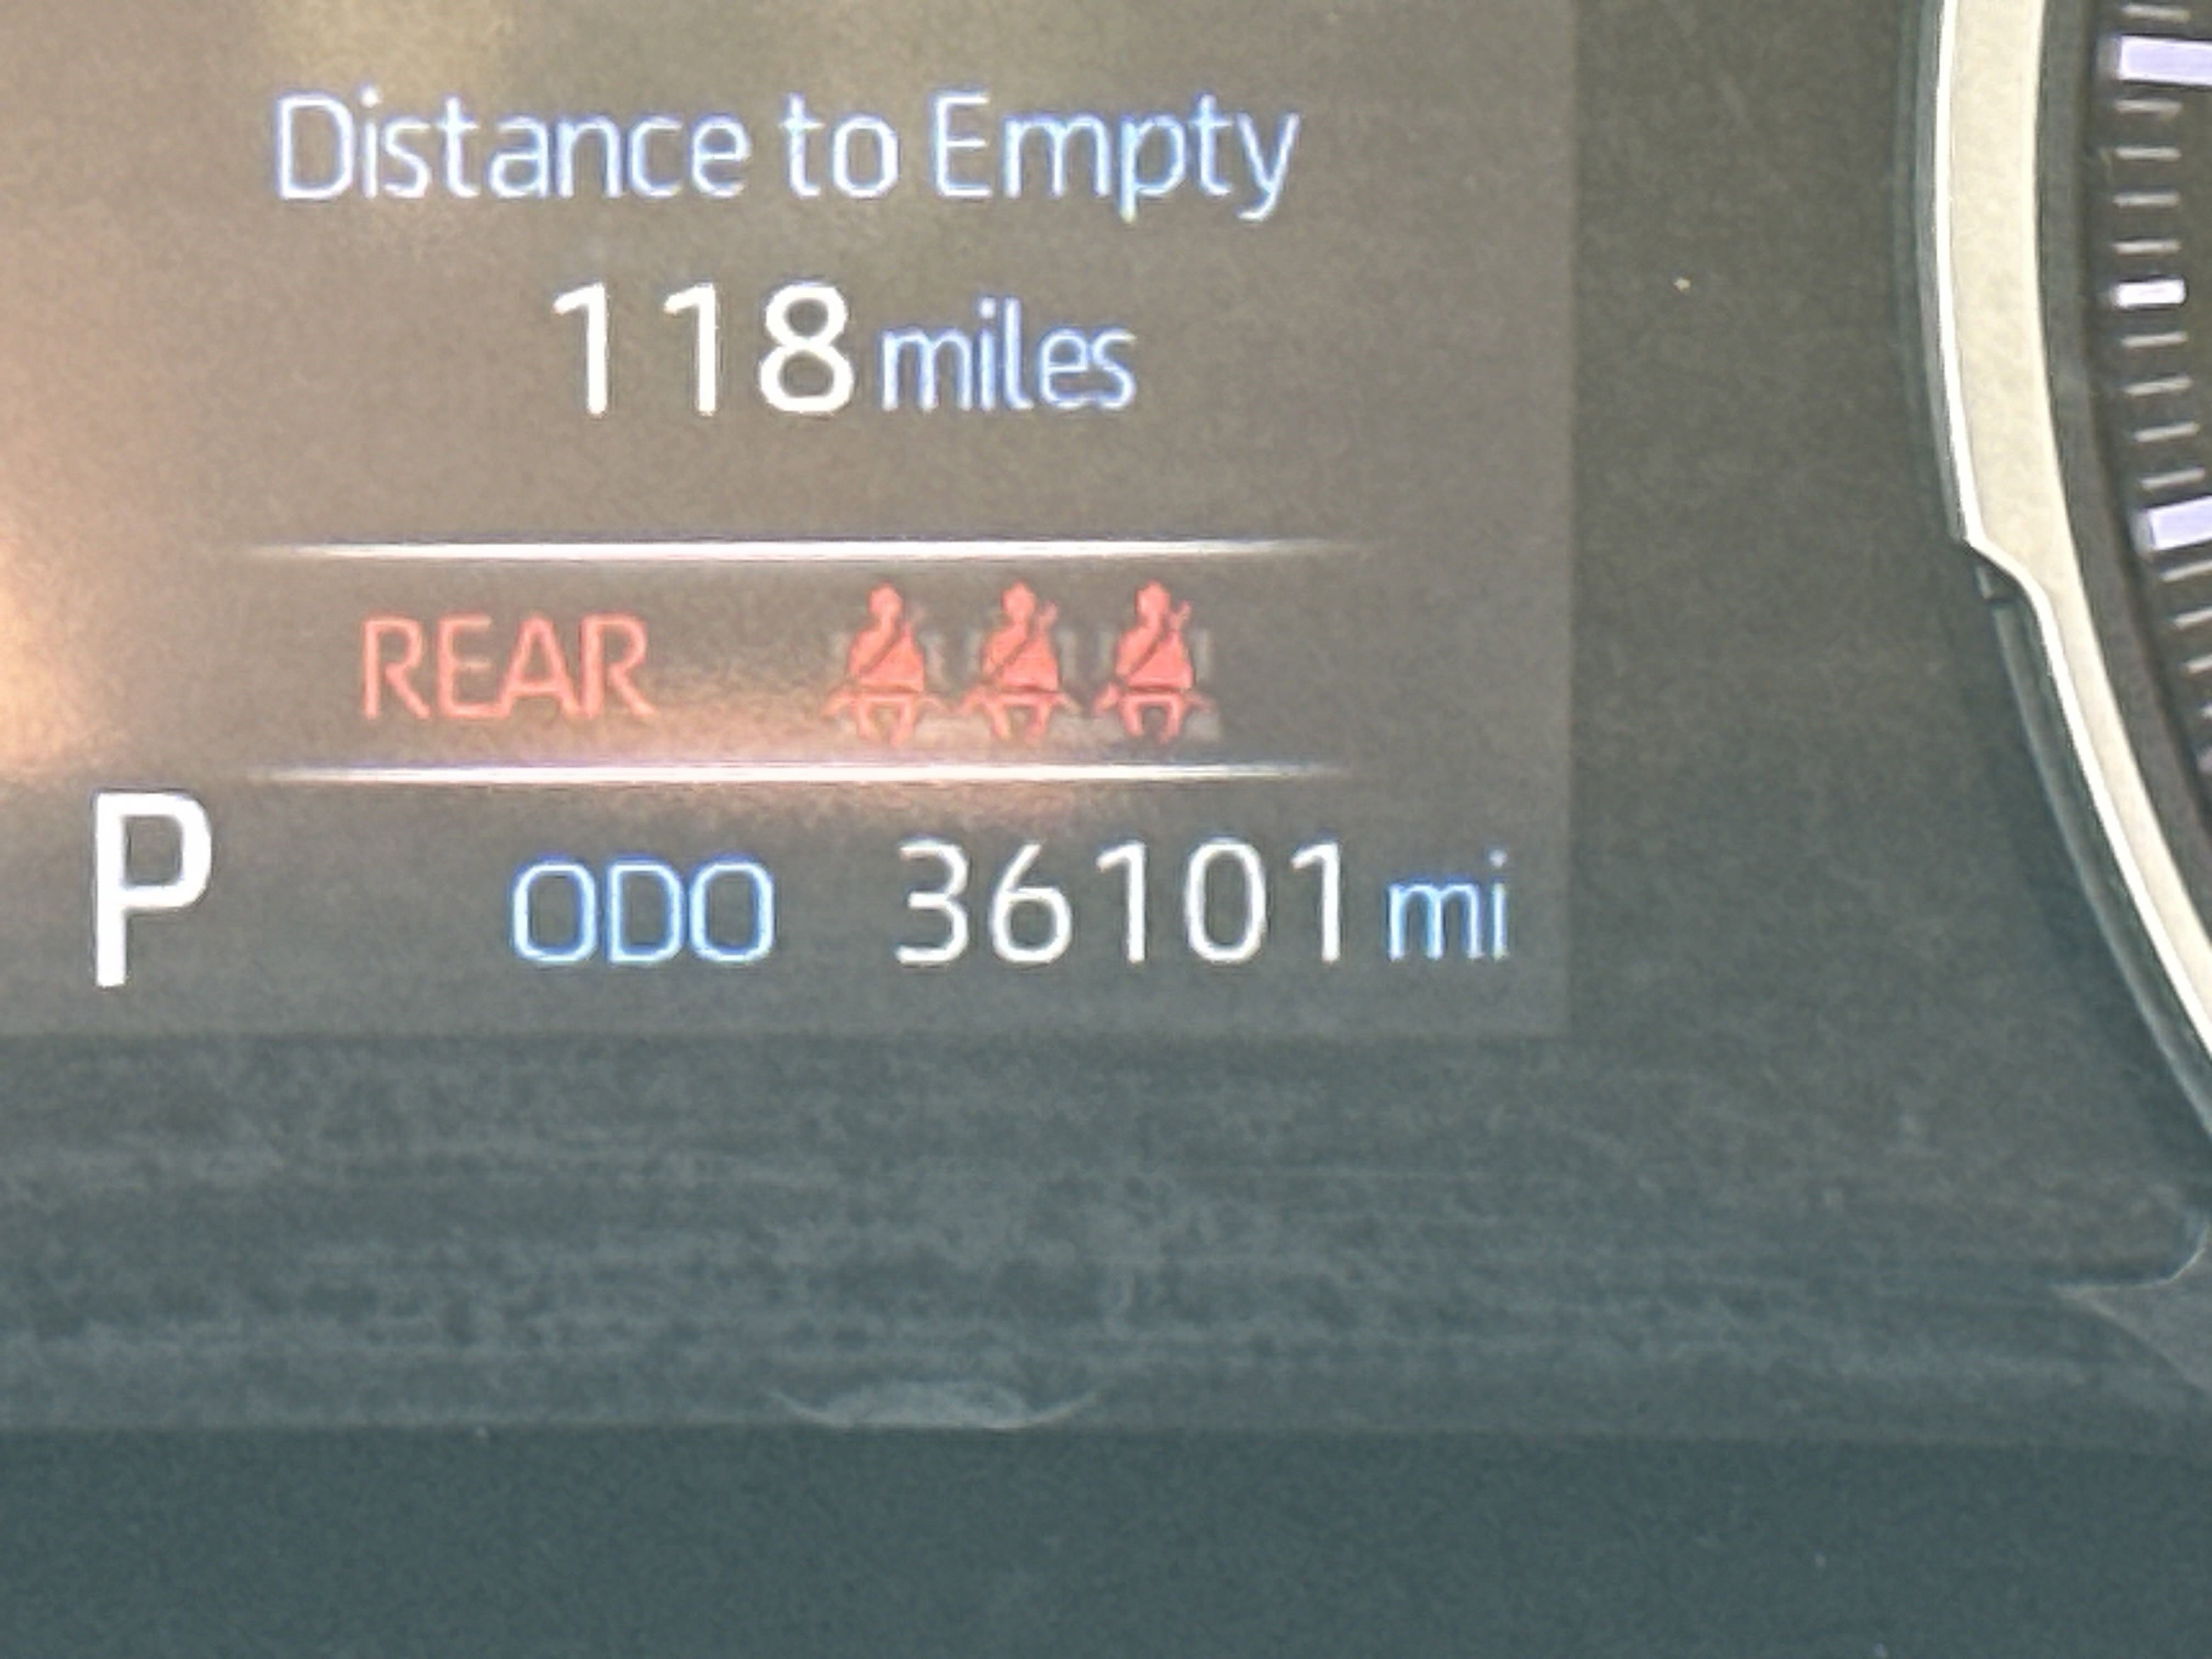 Distance to Empty
118 miles
REAR
P ODO 36101 mi